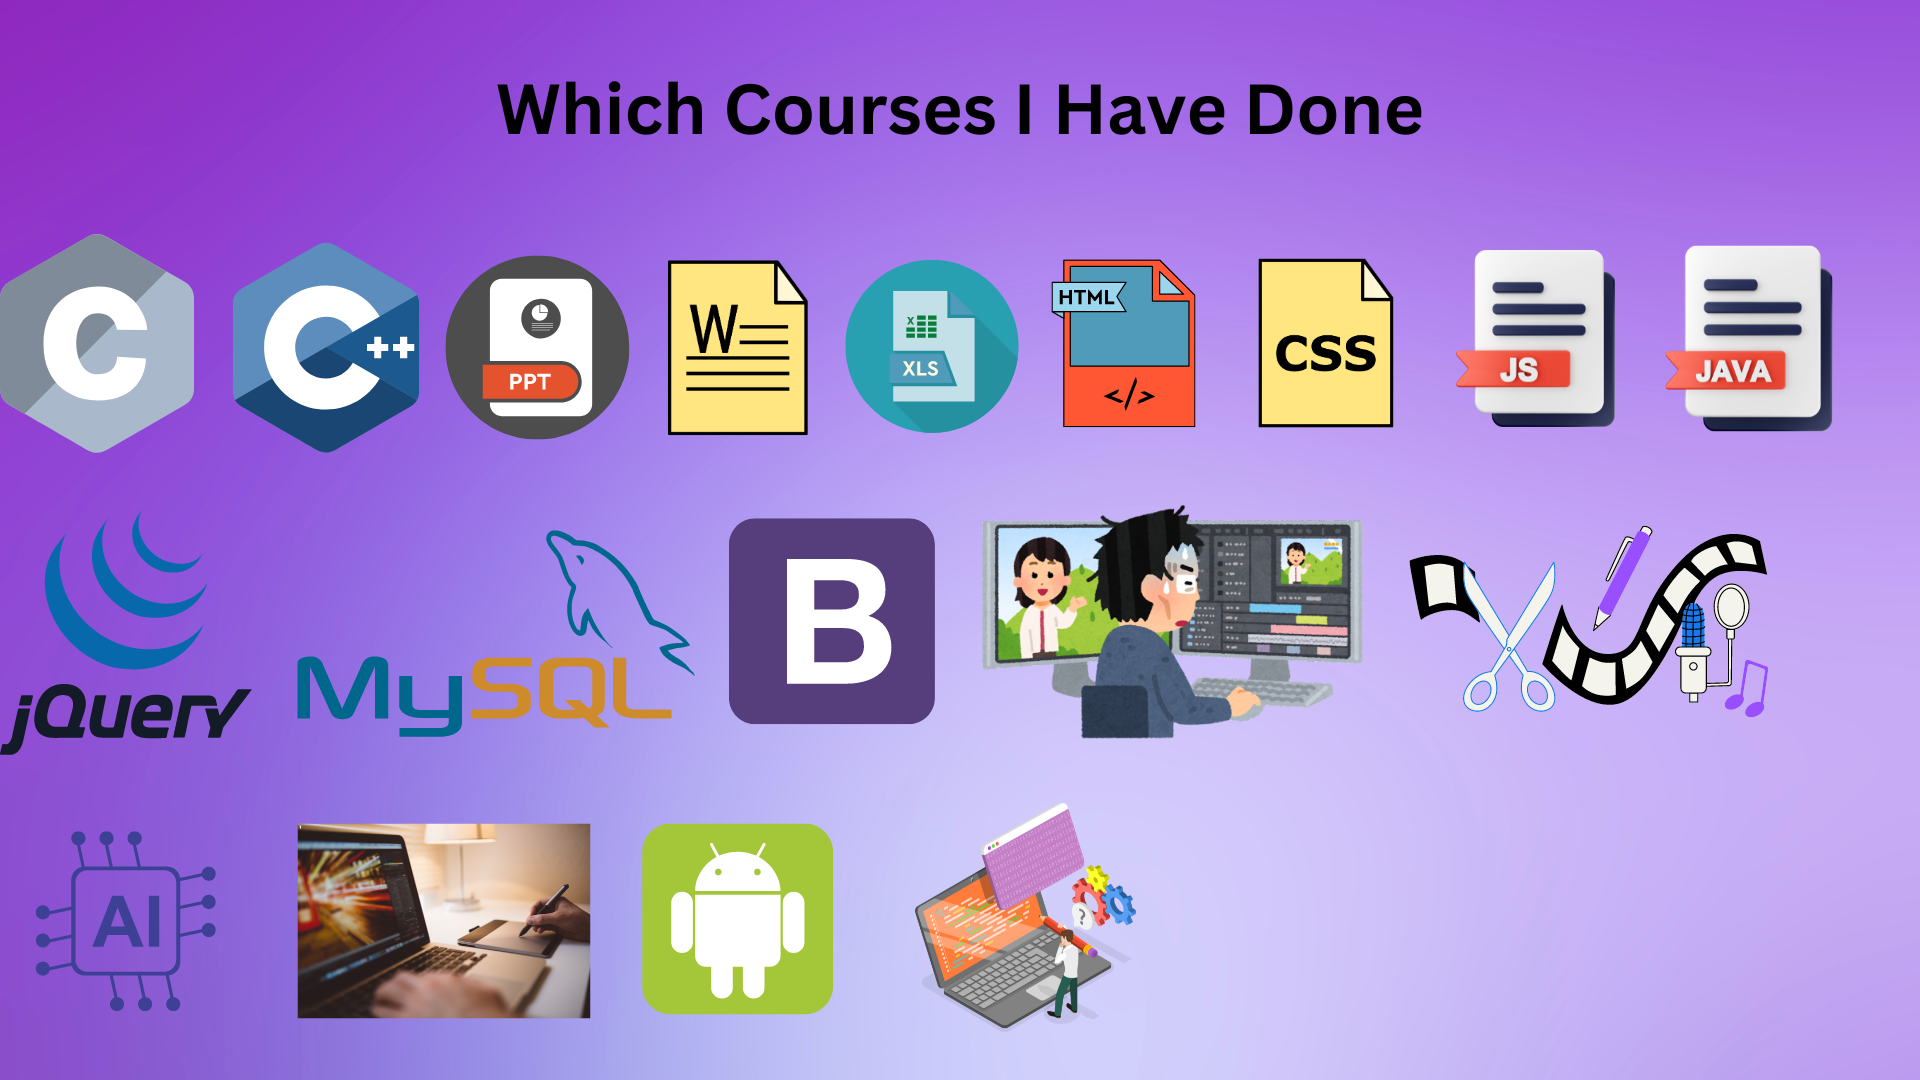 Which Courses I Have Done
C
C++
PPT
W
X
XLS
HTML
</>
CSS
JS
JAVA
jQuery
MySQL
B
AI
?